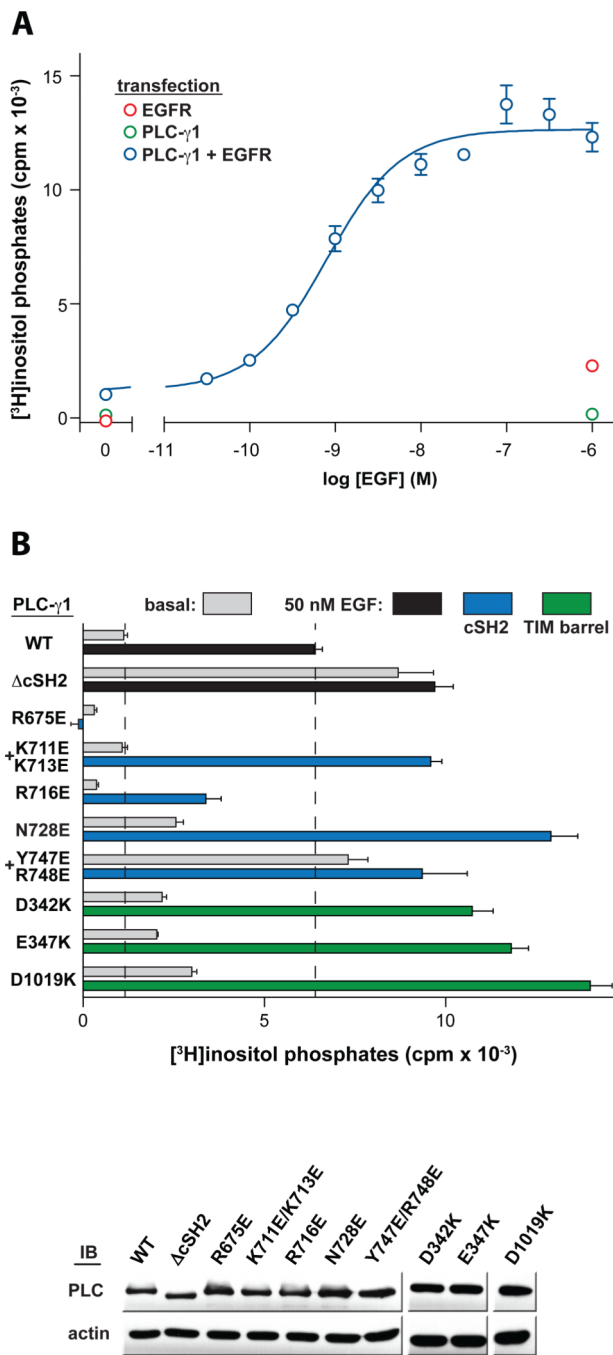 A
transfection
EGFR
PLC-γ1
PLC-γ1 + EGFR
[³H]inositol phosphates (cpm x 10⁻³)
15
10
5
0
0 -11 -10 -9 -8 -7 -6
log [EGF] (M)
B
PLC-γ1 basal: 50 nM EGF:
cSH2 TIM barrel
WT
ΔcSH2
R675E
+K711E
K713E
R716E
N728E
+Y747E
R748E
D342K
E347K
D1019K
0 5 10
[³H]inositol phosphates (cpm x 10⁻³)
IB WT ΔcSH2 R675E K711E/K713E R716E N728E Y747E/R748E D342K E347K D1019K
PLC
actin